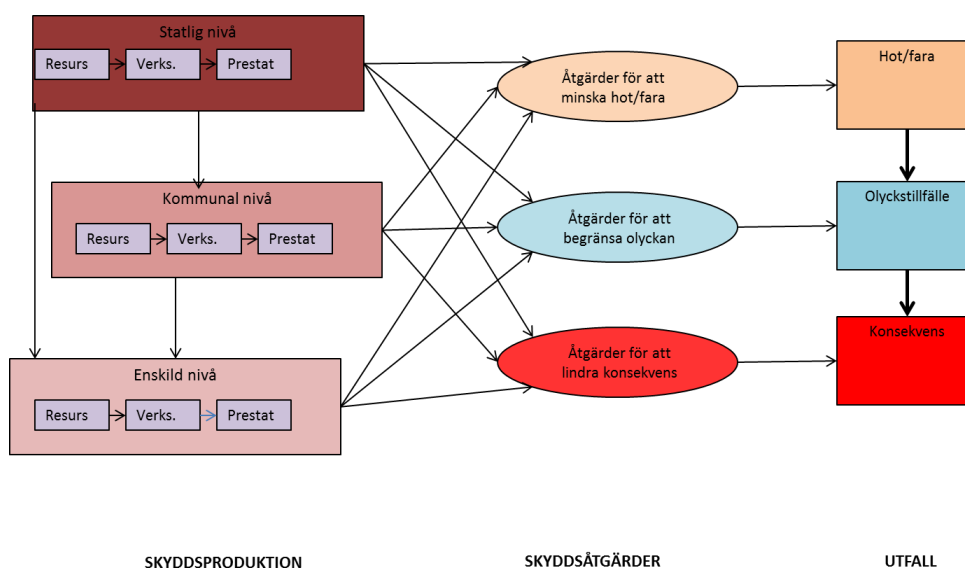 Statlig nivå
Resurs
Verks.
Prestat
Kommunal nivå
Resurs
Verks.
Prestat
Enskild nivå
Resurs
Verks.
Prestat
Åtgärder för att
minska hot/fara
Åtgärder för att
begränsa olyckan
Åtgärder för att
lindra konsekvens
Hot/fara
Olyckstillfälle
Konsekvens
SKYDDSPRODUKTION
SKYDDSÅTGÄRDER
UTFALL